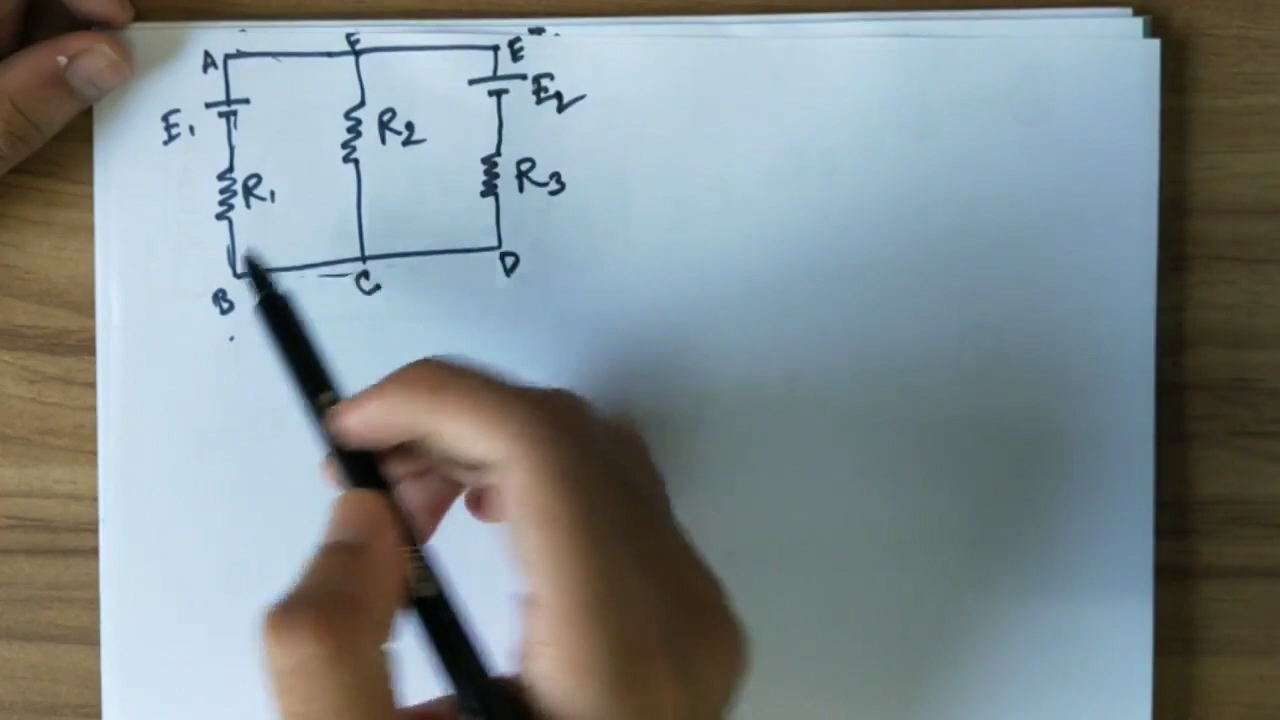 A F E
E₁ R₂ E₂
R₁ R₃
B C D